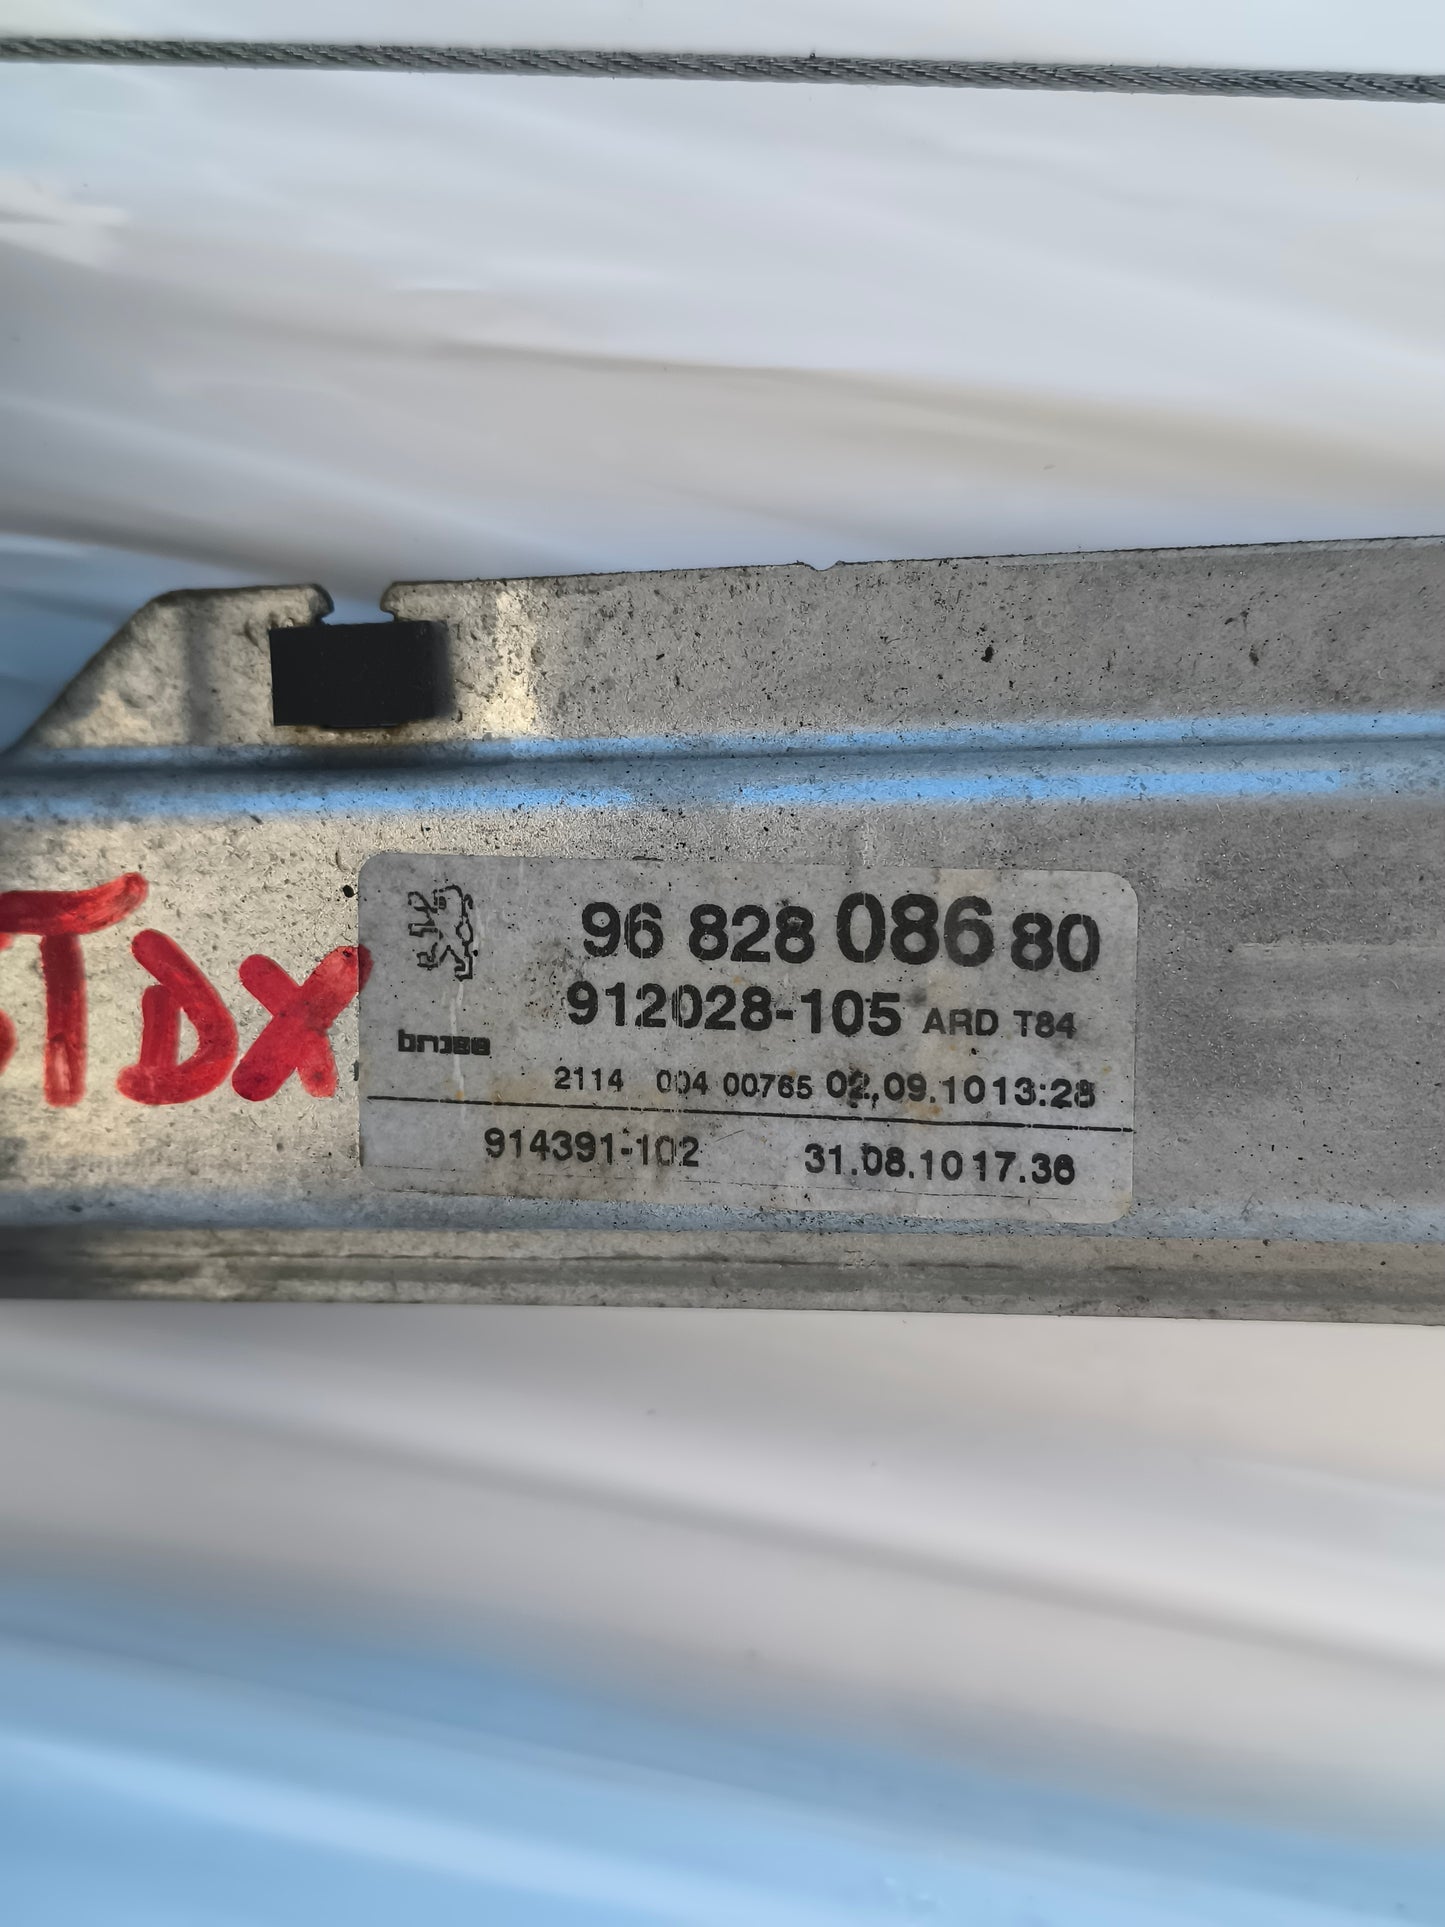 STDX
96 828 086 80
912028-105 ARD T84
brose
2114 004 00765 02.09.10 13:28
914391-102 31.08.10 17.36